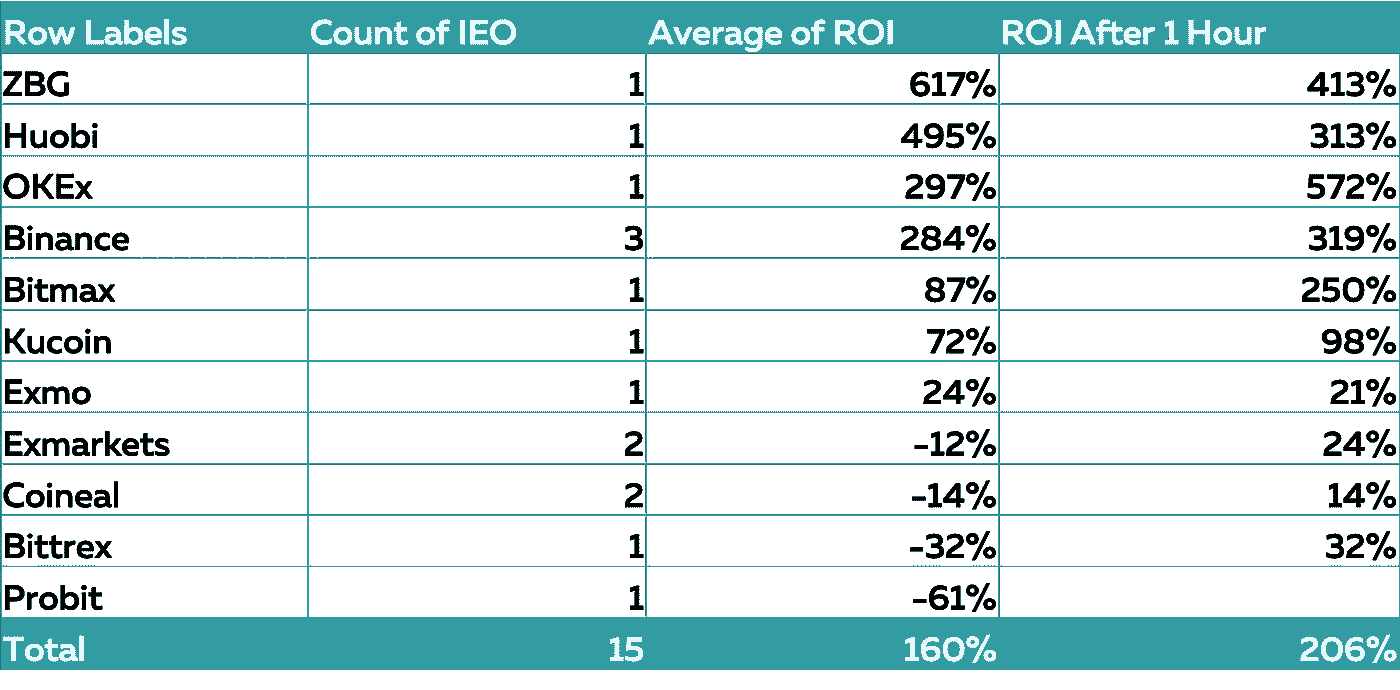 Row Labels Count of IEO Average of ROI ROI After 1 Hour
ZBG 1 617% 413%
Huobi 1 495% 313%
OKEx 1 297% 572%
Binance 3 284% 319%
Bitmax 1 87% 250%
Kucoin 1 72% 98%
Exmo 1 24% 21%
Exmarkets 2 -12% 24%
Coineal 2 -14% 14%
Bittrex 1 -32% 32%
Probit 1 -61%
Total 15 160% 206%